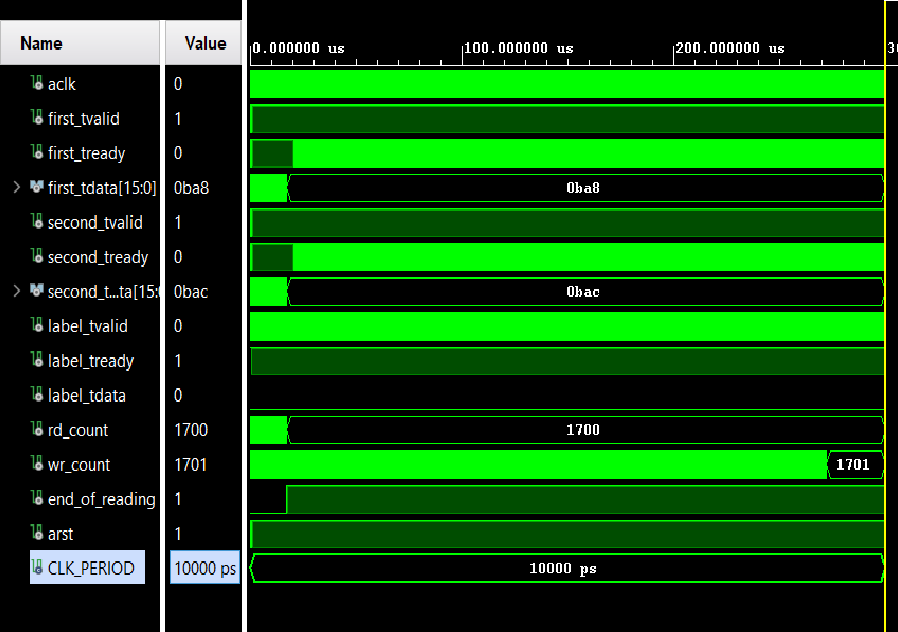 Name Value 0.000000 us 100.000000 us 200.000000 us 30
aclk 0
first_tvalid 1
first_tready 0
first_tdata[15:0] 0ba8 0ba8
second_tvalid 1
second_tready 0
second_t...ta[15:0 0bac 0bac
label_tvalid 0
label_tready 1
label_tdata 0
rd_count 1700 1700
wr_count 1701 1701
end_of_reading 1
arst 1
CLK_PERIOD 10000 ps 10000 ps